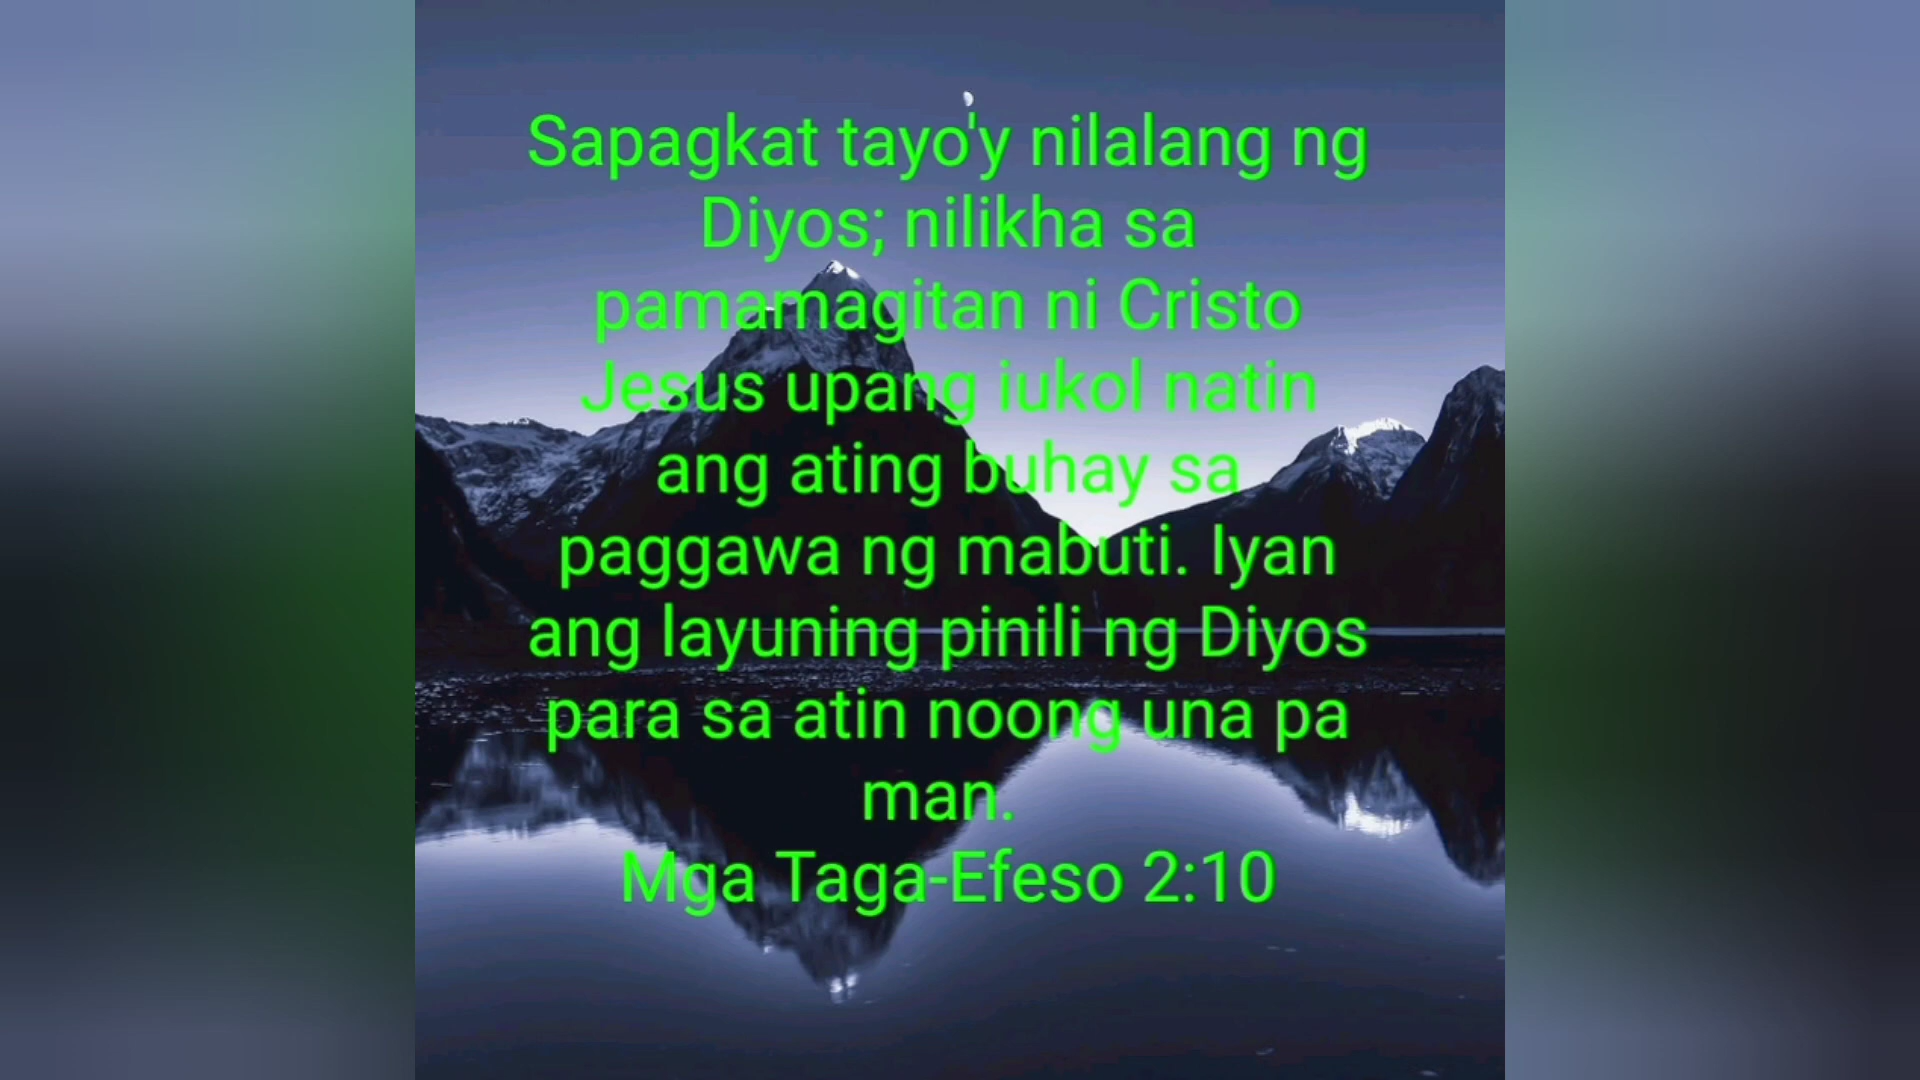 Sapagkat tayo'y nilalang ng
Diyos; nilikha sa
pamamagitan ni Cristo
Jesus upang iukol natin
ang ating buhay sa
paggawa ng mabuti. Iyan
ang layuning pinili ng Diyos
para sa atin noong una pa
man.
Mga Taga-Efeso 2:10